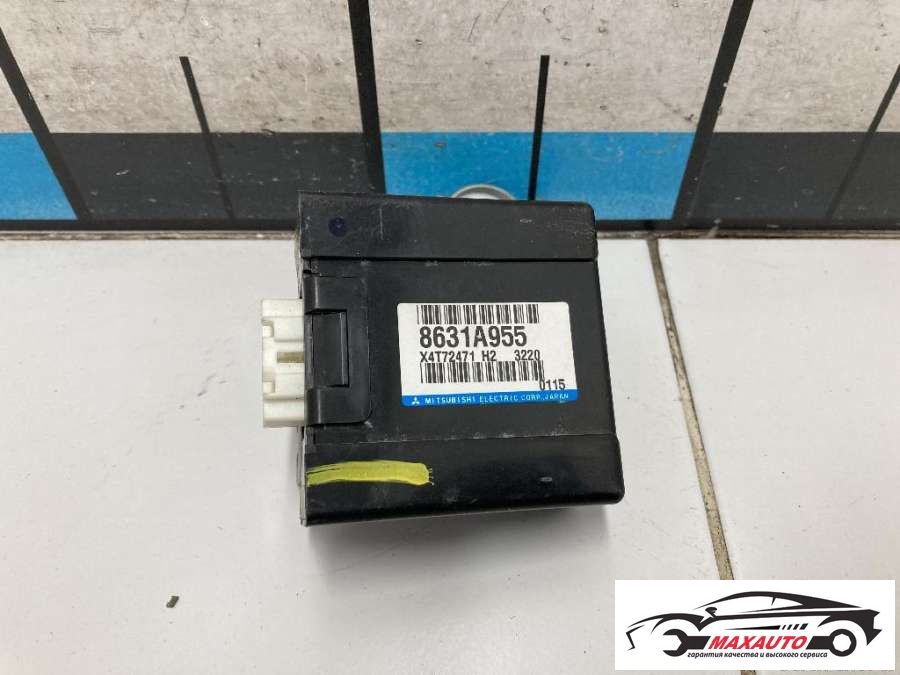 8631A955
X4T72471 H2 3220
0115
MITSUBISHI ELECTRIC CORP.JAPAN
MAXAUTO
гарантия качества и высокого сервиса